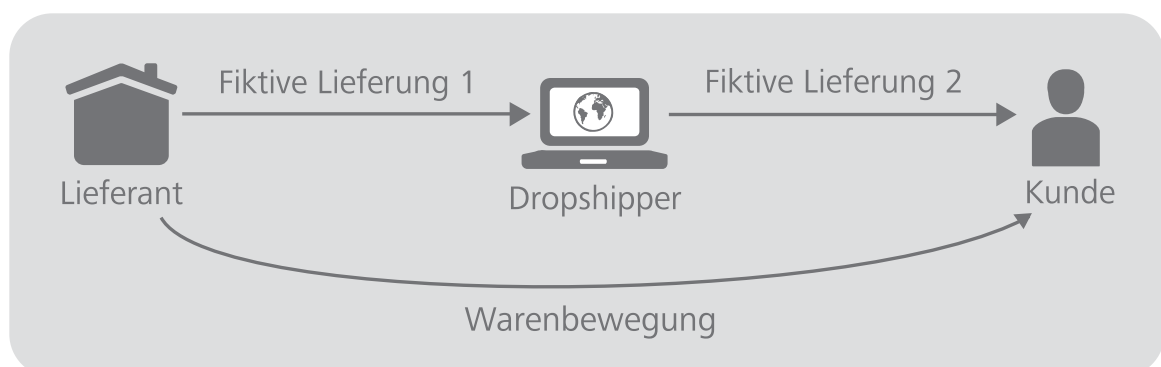 Fiktive Lieferung 1
Fiktive Lieferung 2
Lieferant
Dropshipper
Kunde
Warenbewegung